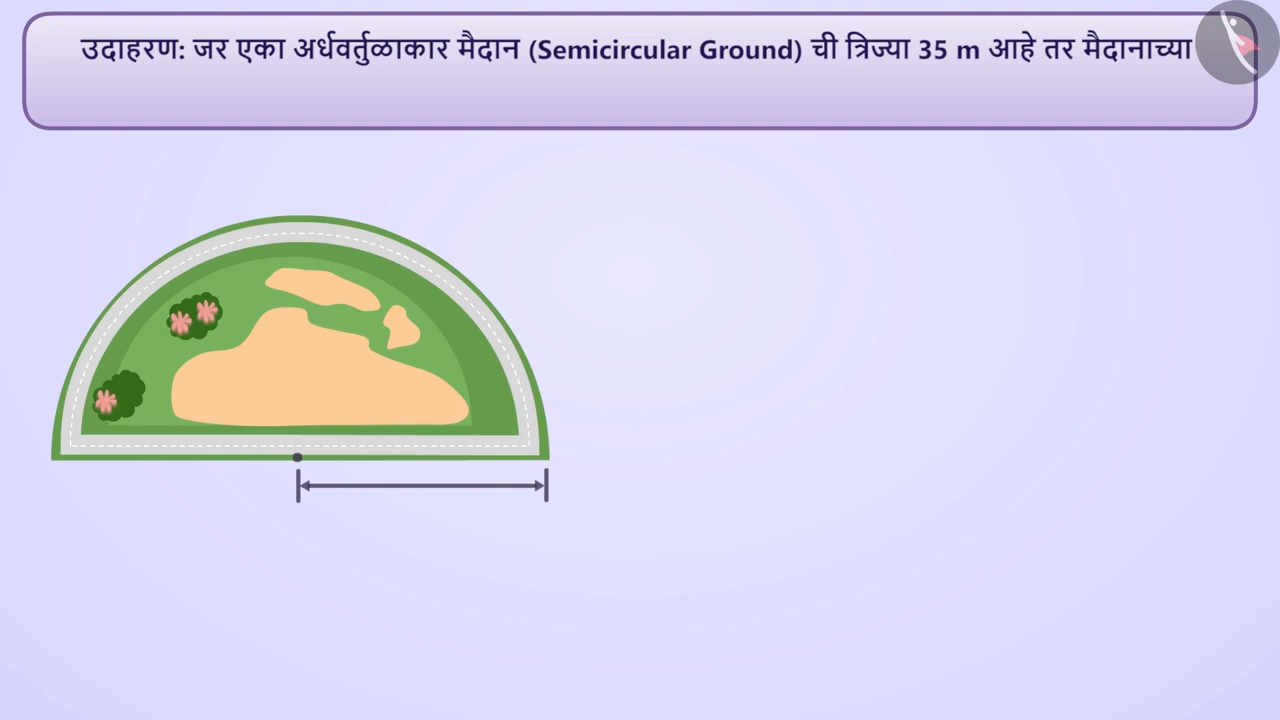 उदाहरण: जर एका अर्धवर्तुळाकार मैदान (Semicircular Ground) ची त्रिज्या 35 m आहे तर मैदानाच्या